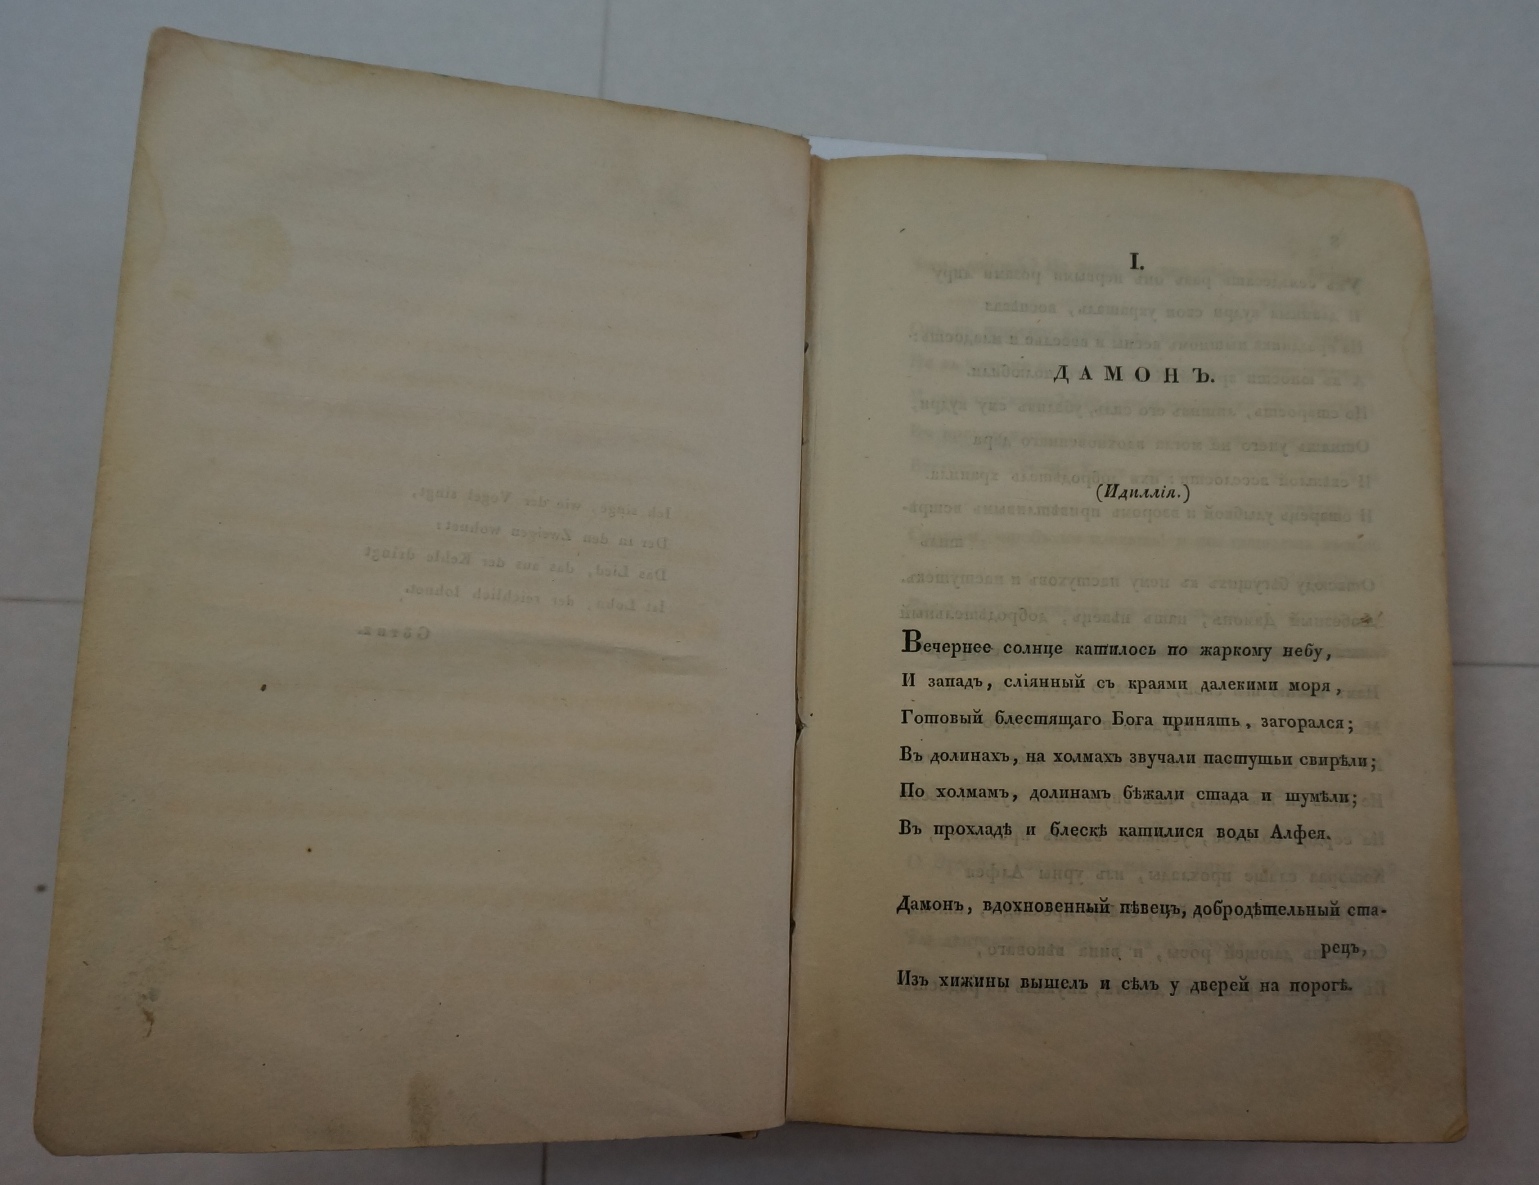 I.
ДАМОНЪ.
(Идиллія.)
Вечернее солнце катилось по жаркому небу,
И западъ, сліянный съ краями далекими моря,
Готовый блестящаго Бога принять, загорался;
Въ долинахъ, на холмахъ звучали пастушьи свирѣли;
По холмамъ, долинамъ бѣжали стада и шумѣли;
Въ прохладѣ и блескѣ катилися воды Алфея.
Дамонъ, вдохновенный пѣвецъ, добродѣтельный ста-
рецъ,
Изъ хижины вышелъ и сѣлъ у дверей на порогѣ.